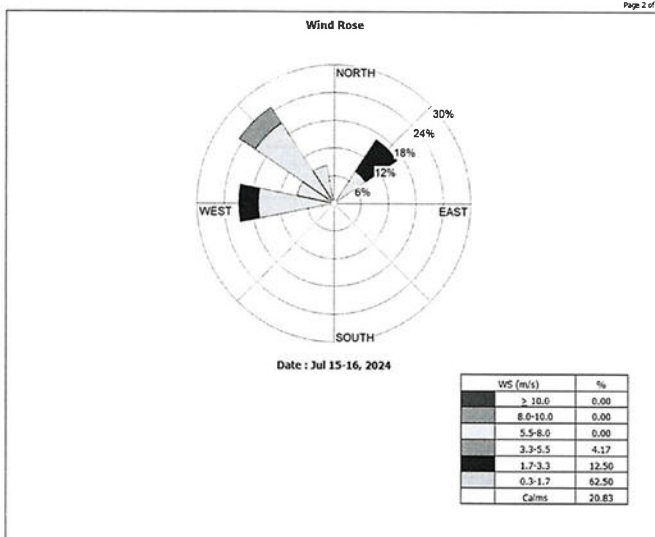 Page 2 of
Wind Rose
NORTH
30%
24%
18%
12%
6%
WEST
EAST
SOUTH
Date : Jul 15-16, 2024
WS (m/s) %
≥ 10.0 0.00
8.0-10.0 0.00
5.5-8.0 0.00
3.3-5.5 4.17
1.7-3.3 12.50
0.3-1.7 62.50
Calms 20.83